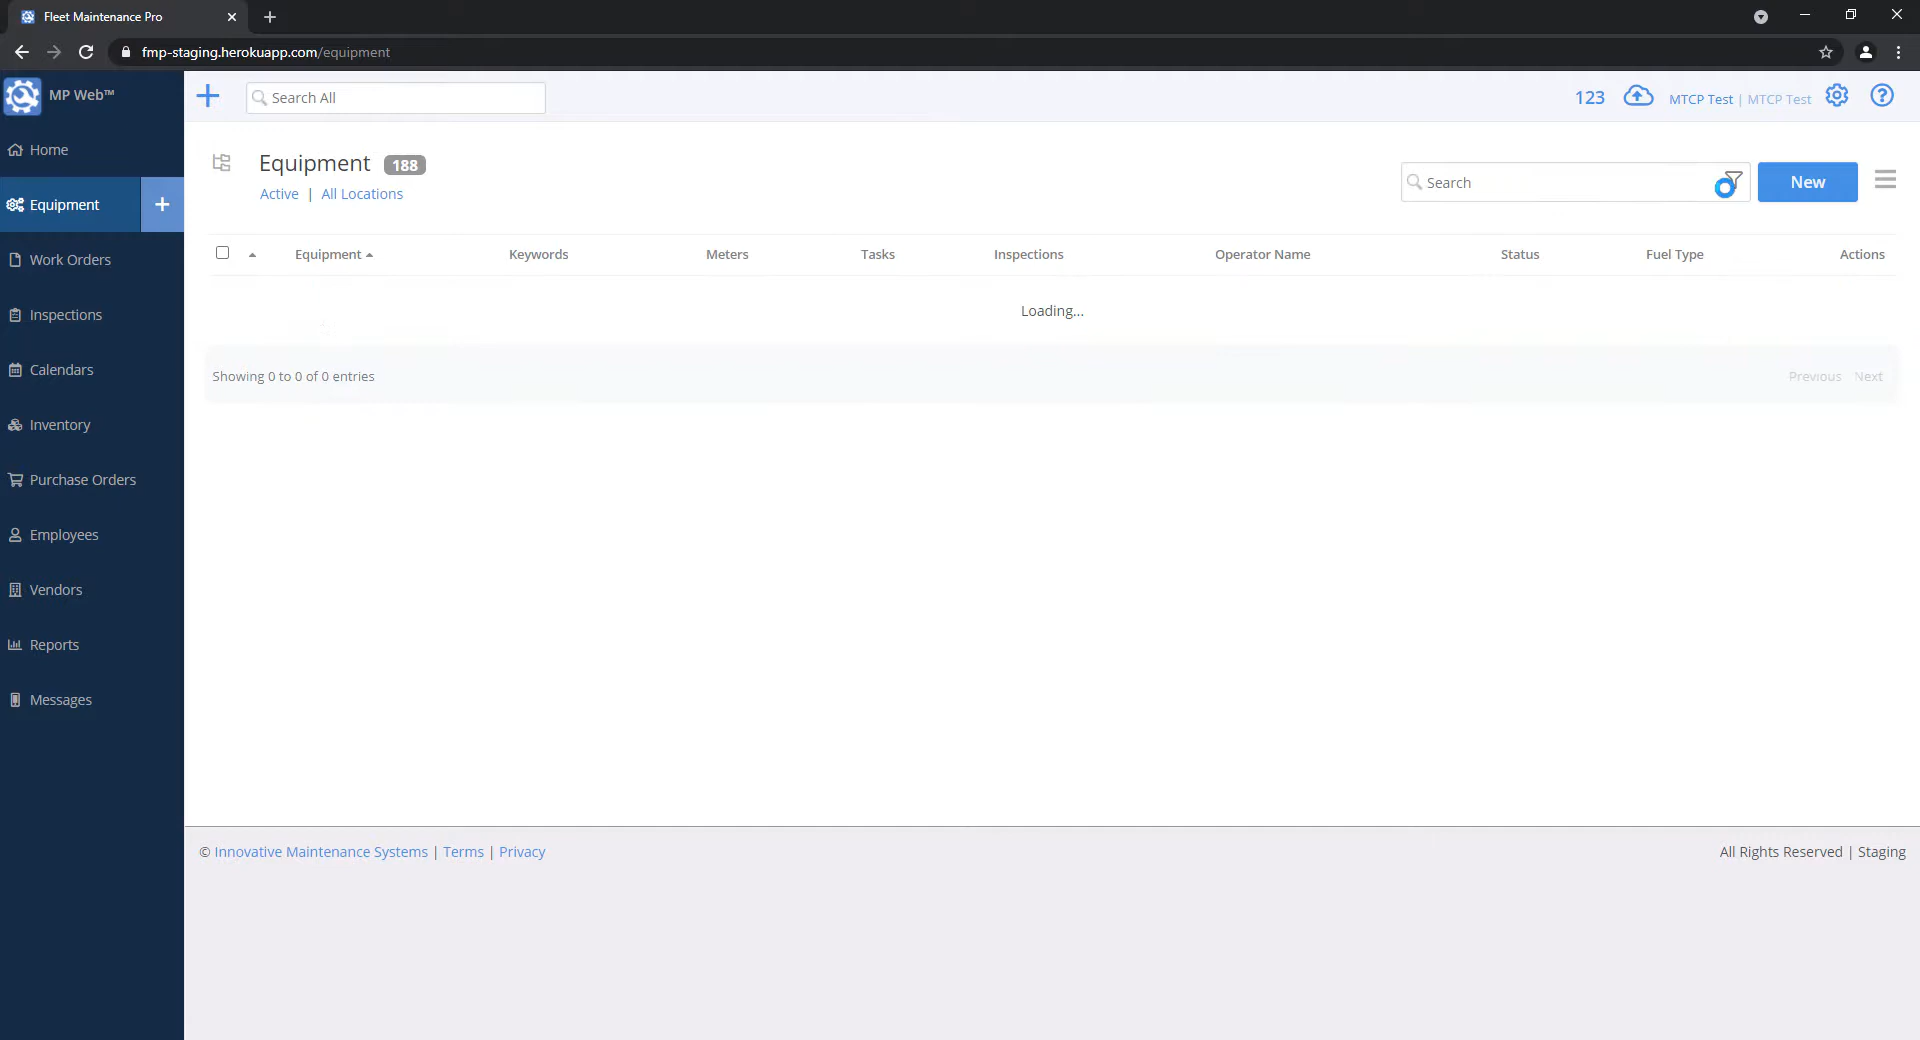 Fleet Maintenance Pro
fmp-staging.herokuapp.com/equipment
MP Web™
Search All
123
MTCP Test | MTCP Test
Home
Equipment
Work Orders
Inspections
Calendars
Inventory
Purchase Orders
Employees
Vendors
Reports
Messages
Equipment 188
Active | All Locations
Search
New
Equipment Keywords Meters Tasks Inspections Operator Name Status Fuel Type Actions
Loading...
Showing 0 to 0 of 0 entries
Previous Next
© Innovative Maintenance Systems | Terms | Privacy
All Rights Reserved | Staging